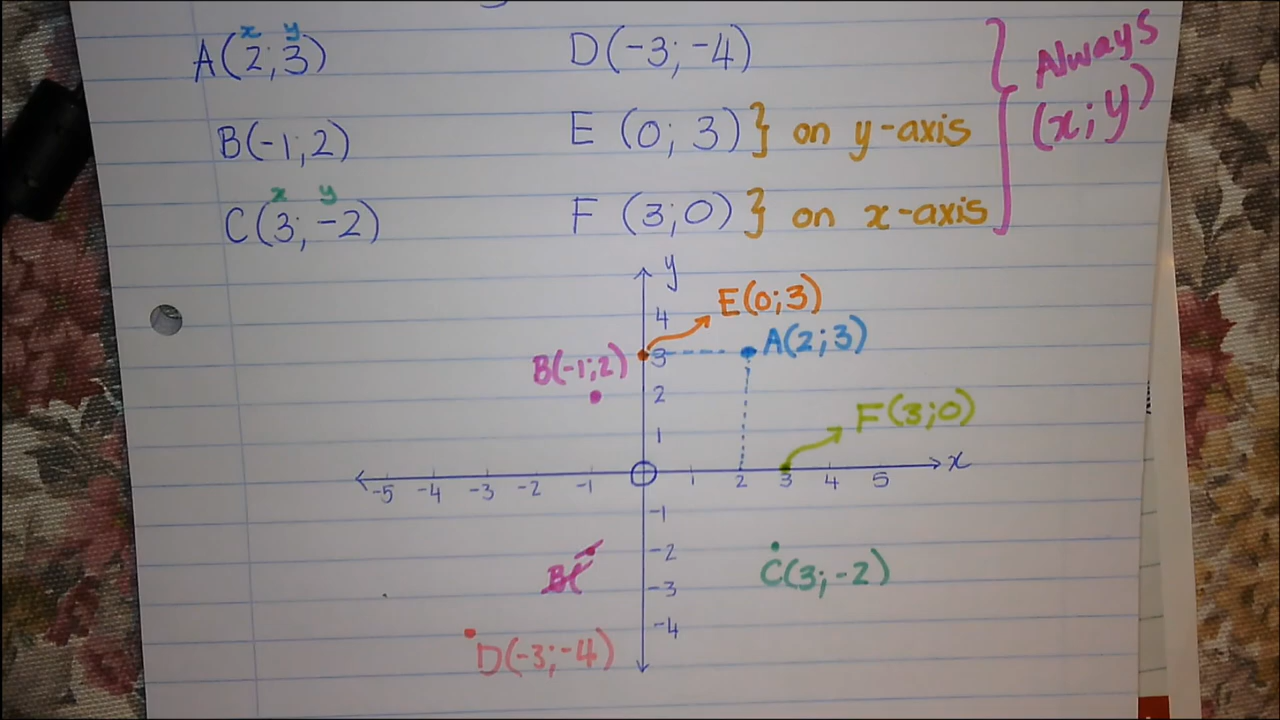 x y
A(2;3)
D(-3;-4)
Always
(x;y)
B(-1;2)
E (0; 3)} on y-axis
x y
C(3;-2)
F (3;0)} on x-axis
y
4
E(0;3)
3
A(2;3)
B(-1;2)
2
F(3;0)
1
-5 -4 -3 -2 -1 1 2 3 4 5 x
-1
-2
B(
C(3;-2)
-3
-4
D(-3;-4)